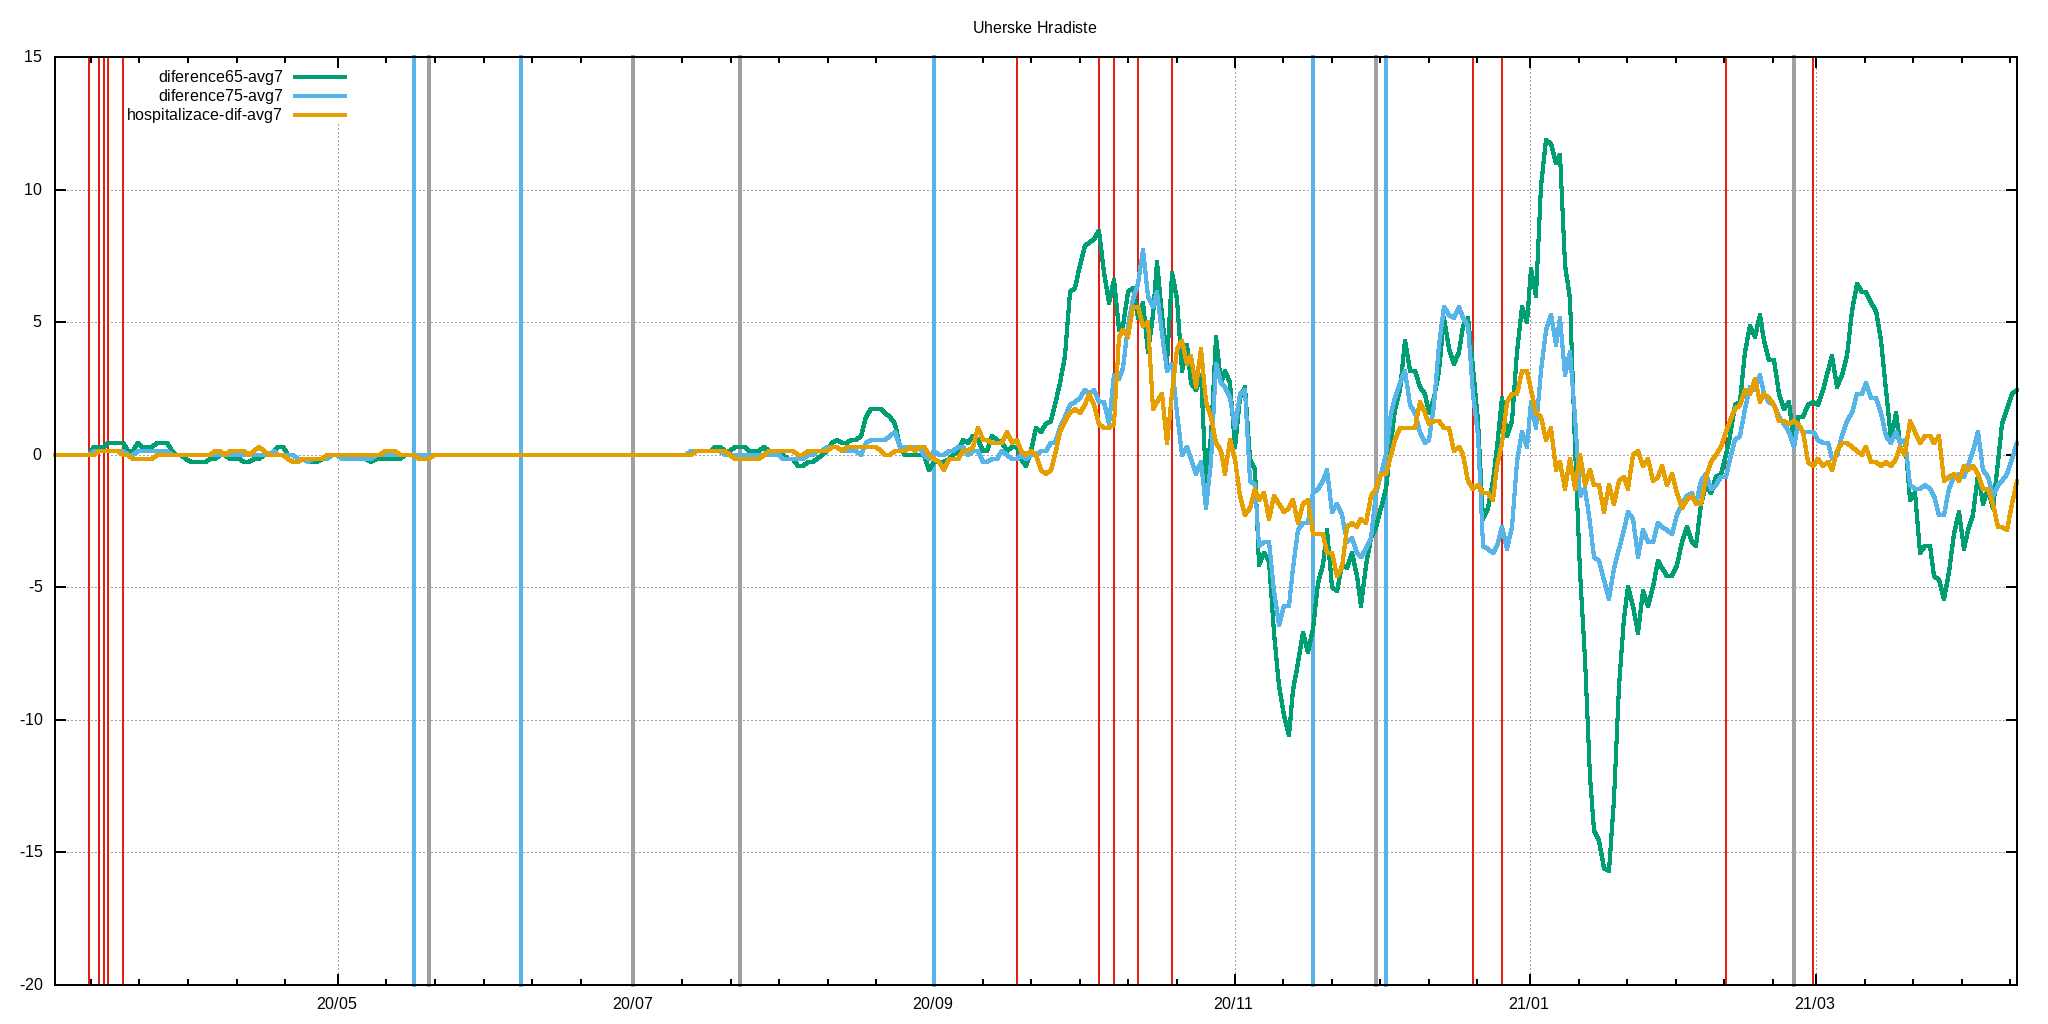 Uherske Hradiste
15
diference65-avg7
diference75-avg7
hospitalizace-dif-avg7
10
5
0
-5
-10
-15
-20
20/05 20/07 20/09 20/11 21/01 21/03